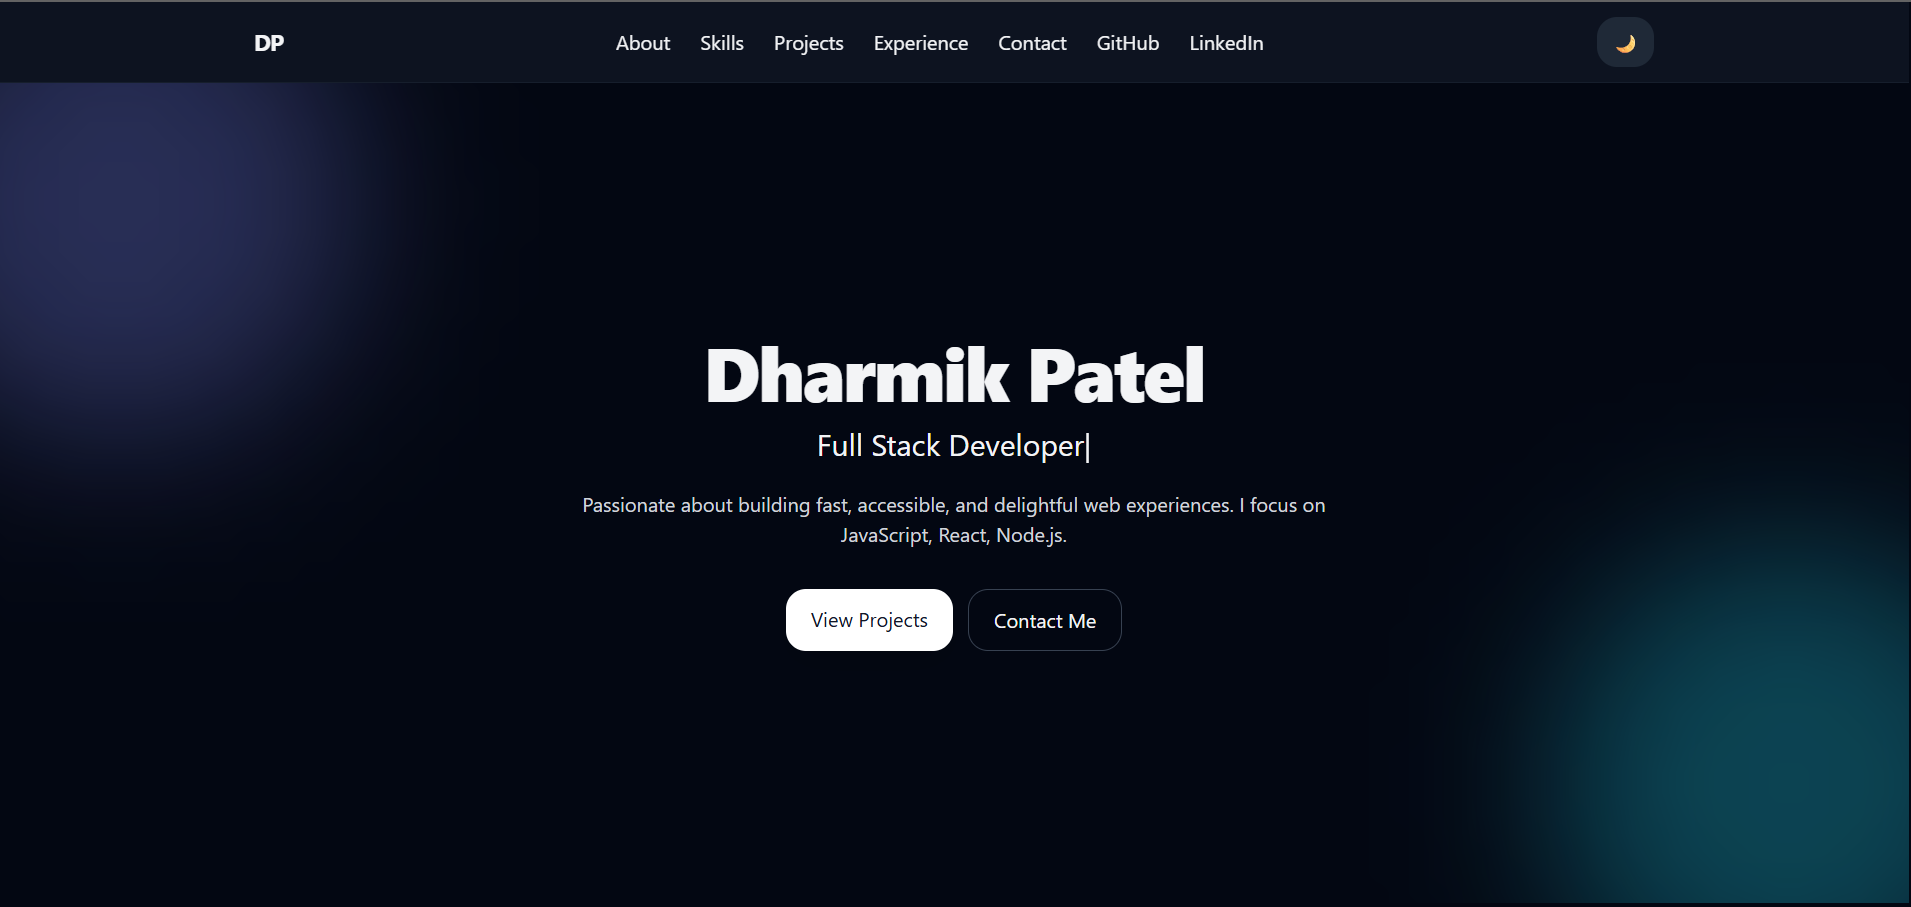 DP
About Skills Projects Experience Contact GitHub LinkedIn
Dharmik Patel
Full Stack Developer|
Passionate about building fast, accessible, and delightful web experiences. I focus on
JavaScript, React, Node.js.
View Projects
Contact Me